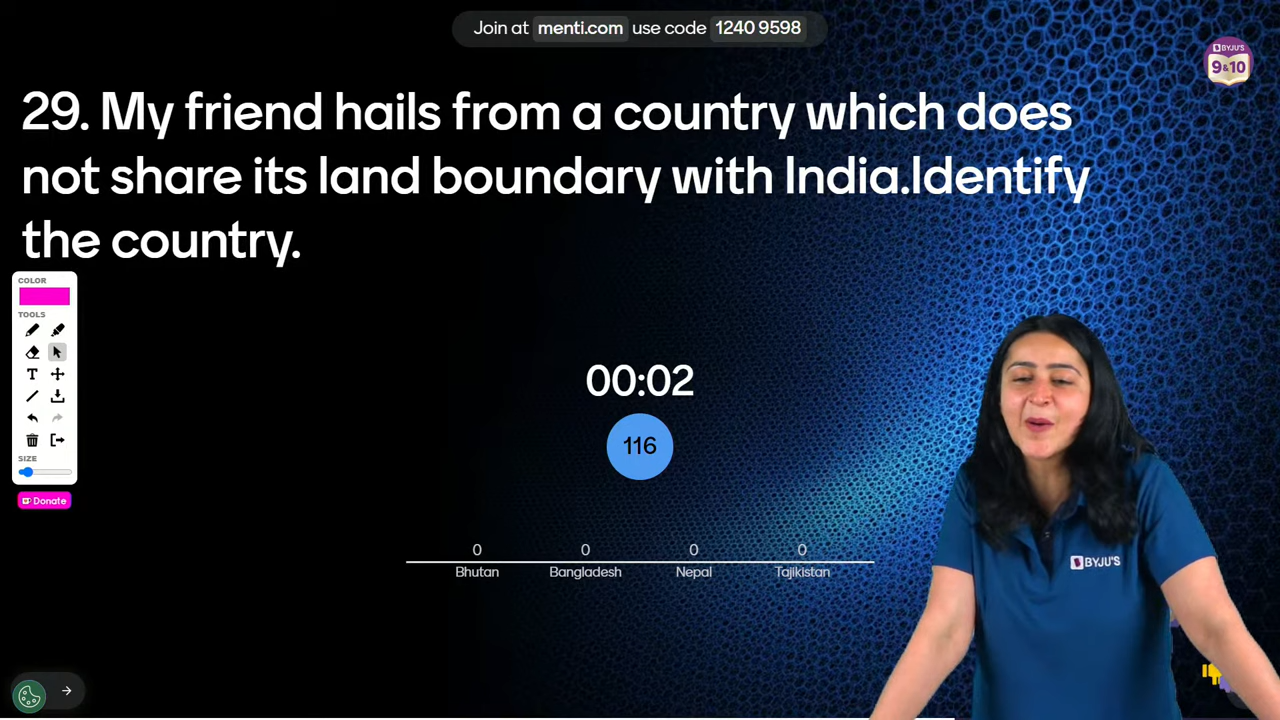 Join at menti.com use code 1240 9598
BYJU'S
9&10
29. My friend hails from a country which does
not share its land boundary with India.Identify
the country.
COLOR
TOOLS
T
SIZE
Donate
00:02
116
0 0 0 0
Bhutan Bangladesh Nepal Tajikistan
BYJU'S